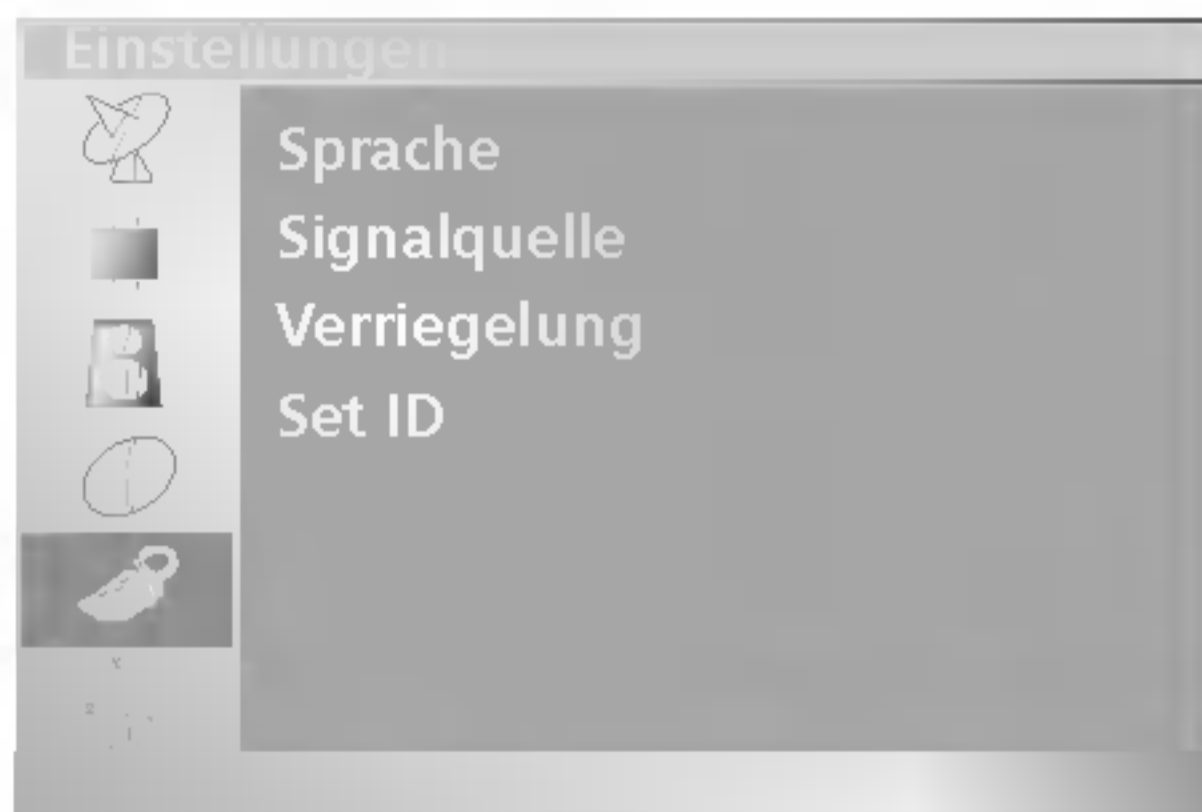 Einstellungen
Sprache
Signalquelle
Verriegelung
Set ID